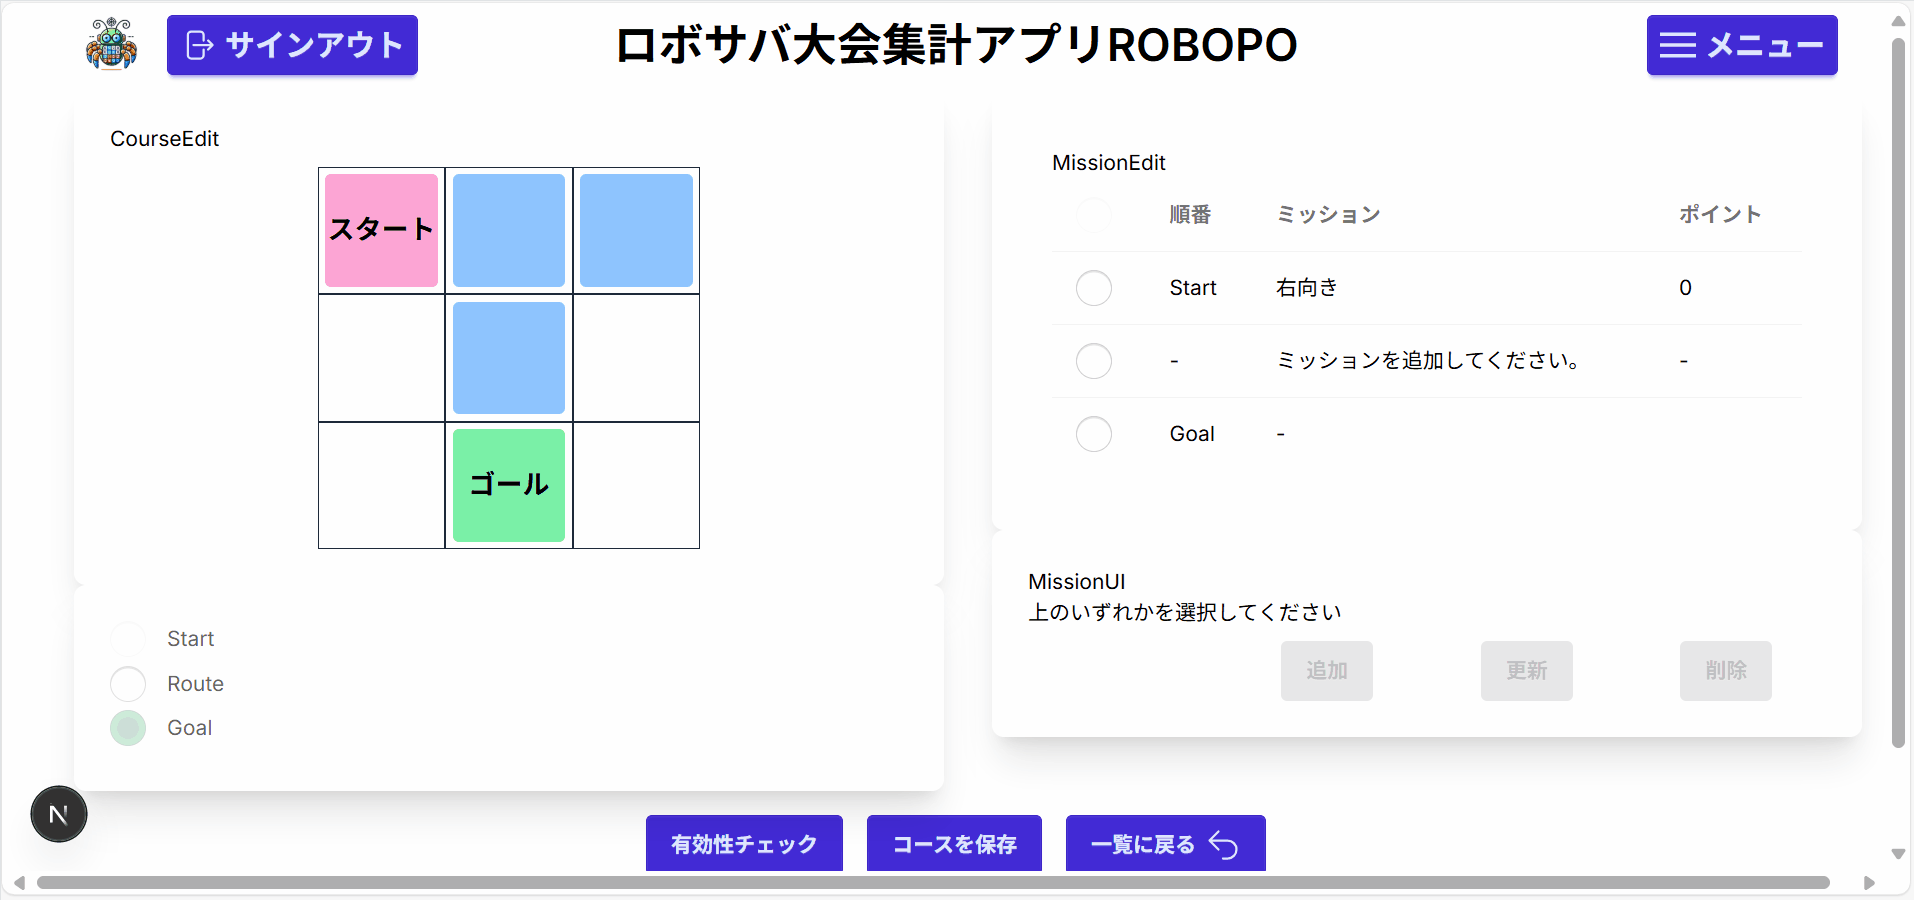 サインアウト
ロボサバ大会集計アプリROBOPO
メニュー
CourseEdit
スタート
ゴール
Start
Route
Goal
MissionEdit
順番 ミッション ポイント
Start 右向き 0
- ミッションを追加してください。 -
Goal -
MissionUI
上のいずれかを選択してください
追加 更新 削除
N
有効性チェック コースを保存 一覧に戻る